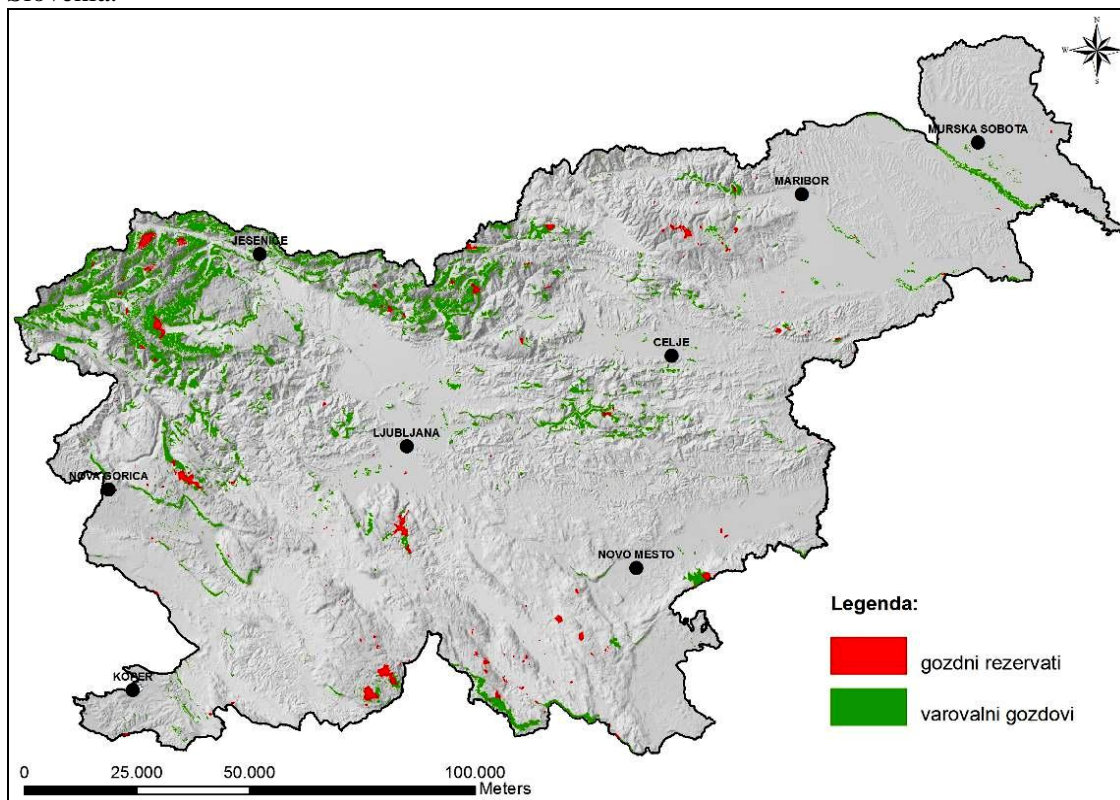 Slovenia.
N
W
E
S
MURSKA SOBOTA
MARIBOR
JESENICE
CELJE
LJUBLJANA
NOVA GORICA
NOVO MESTO
KOPER
Legenda:
gozdni rezervati
varovalni gozdovi
0 25.000 50.000 100.000
Meters